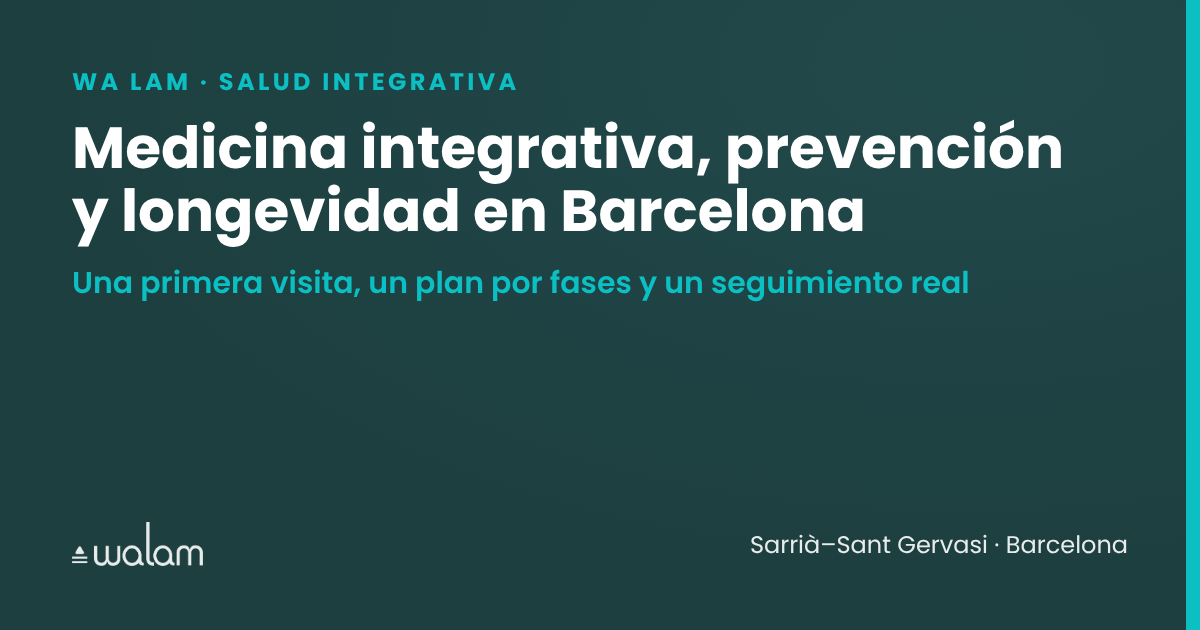 WA LAM · SALUD INTEGRATIVA
Medicina integrativa, prevención
y longevidad en Barcelona
Una primera visita, un plan por fases y un seguimiento real
walam
Sarrià–Sant Gervasi · Barcelona